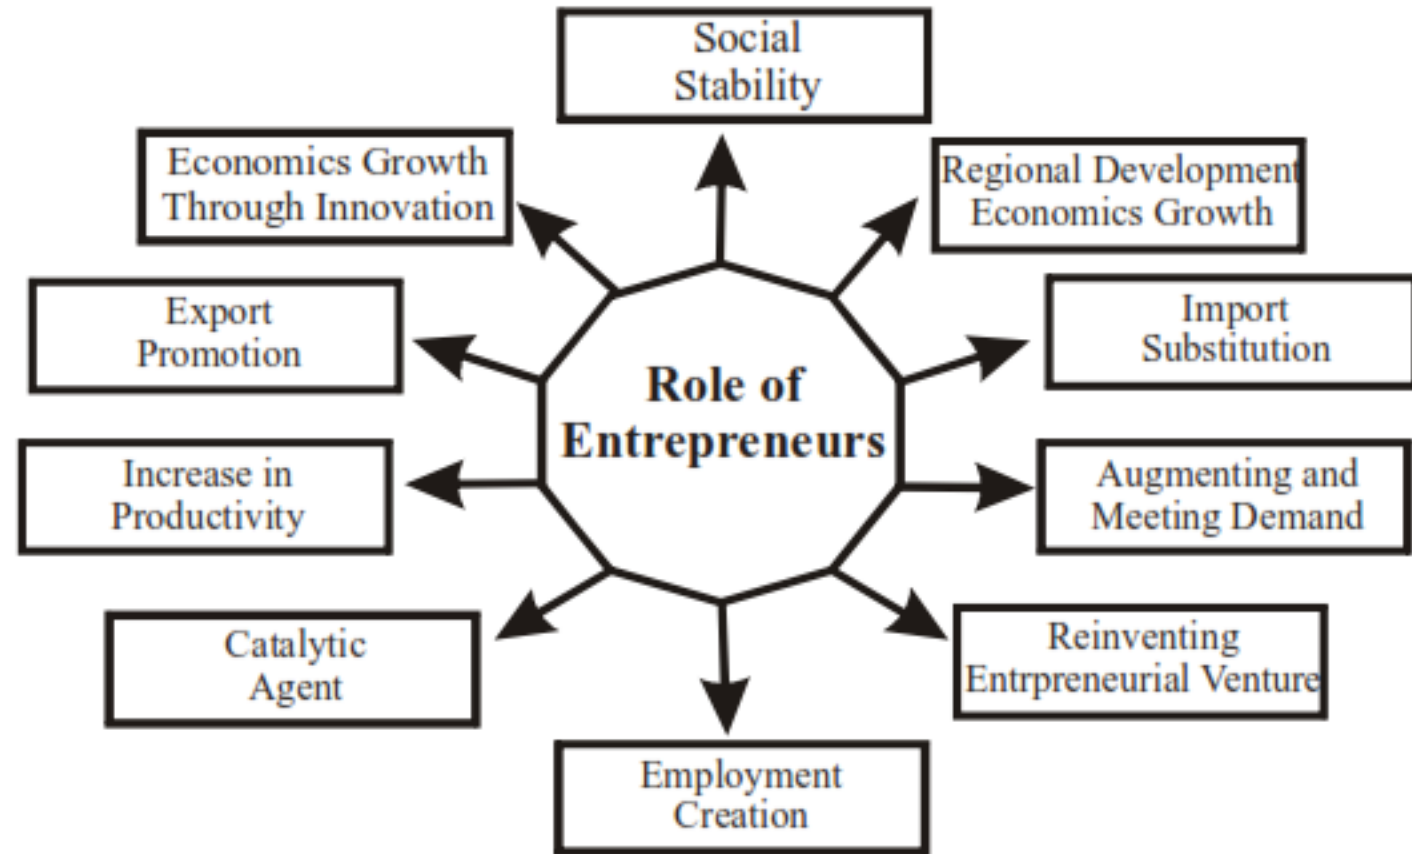 Social
Stability
Economics Growth
Through Innovation
Regional Development
Economics Growth
Export
Promotion
Import
Substitution
Role of
Entrepreneurs
Increase in
Productivity
Augmenting and
Meeting Demand
Catalytic
Agent
Reinventing
Entrpreneurial Venture
Employment
Creation